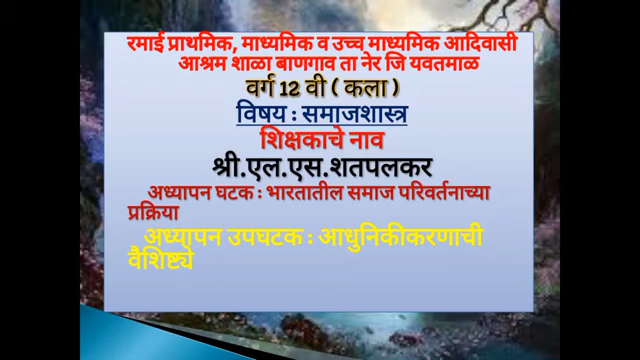 रमाई प्राथमिक, माध्यमिक व उच्च माध्यमिक आदिवासी
आश्रम शाळा बाणगाव ता नेर जि यवतमाळ
वर्ग 12 वी ( कला )
विषय : समाजशास्त्र
शिक्षकाचे नाव
श्री.एल.एस.शतपलकर
अध्यापन घटक : भारतातील समाज परिवर्तनाच्या
प्रक्रिया
अध्यापन उपघटक : आधुनिकीकरणाची
वैशिष्ट्ये